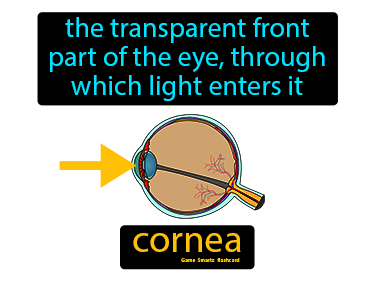 the transparent front
part of the eye, through
which light enters it
cornea
Game Smartz flashcard